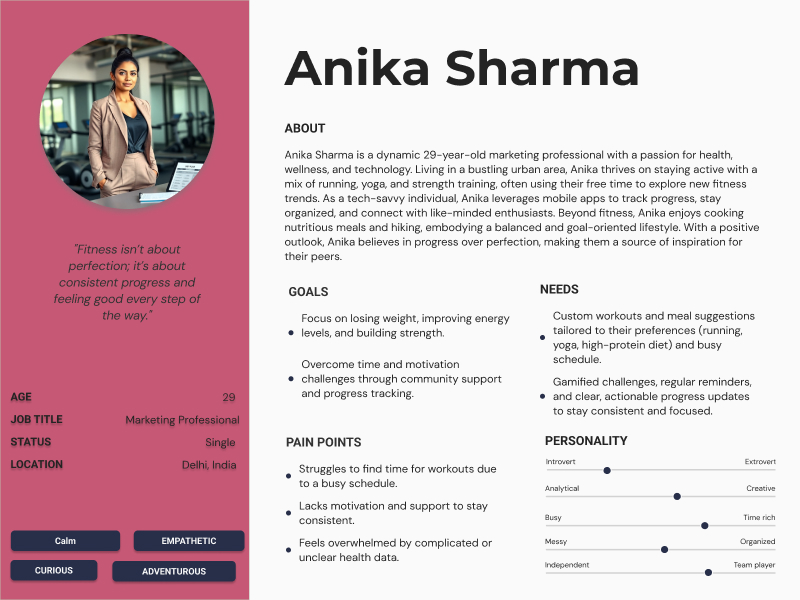 "Fitness isn't about
perfection; it's about
consistent progress and
feeling good every step of
the way."
AGE 29
JOB TITLE Marketing Professional
STATUS Single
LOCATION Delhi, India
Calm EMPATHETIC
CURIOUS ADVENTUROUS
Anika Sharma
ABOUT
Anika Sharma is a dynamic 29-year-old marketing professional with a passion for health,
wellness, and technology. Living in a bustling urban area, Anika thrives on staying active with a
mix of running, yoga, and strength training, often using their free time to explore new fitness
trends. As a tech-savvy individual, Anika leverages mobile apps to track progress, stay
organized, and connect with like-minded enthusiasts. Beyond fitness, Anika enjoys cooking
nutritious meals and hiking, embodying a balanced and goal-oriented lifestyle. With a positive
outlook, Anika believes in progress over perfection, making them a source of inspiration for
their peers.
GOALS
Focus on losing weight, improving energy
levels, and building strength.
Overcome time and motivation
challenges through community support
and progress tracking.
NEEDS
Custom workouts and meal suggestions
tailored to their preferences (running,
yoga, high-protein diet) and busy
schedule.
Gamified challenges, regular reminders,
and clear, actionable progress updates
to stay consistent and focused.
PAIN POINTS
Struggles to find time for workouts due
to a busy schedule.
Lacks motivation and support to stay
consistent.
Feels overwhelmed by complicated or
unclear health data.
PERSONALITY
Introvert Extrovert
Analytical Creative
Busy Time rich
Messy Organized
Independent Team player